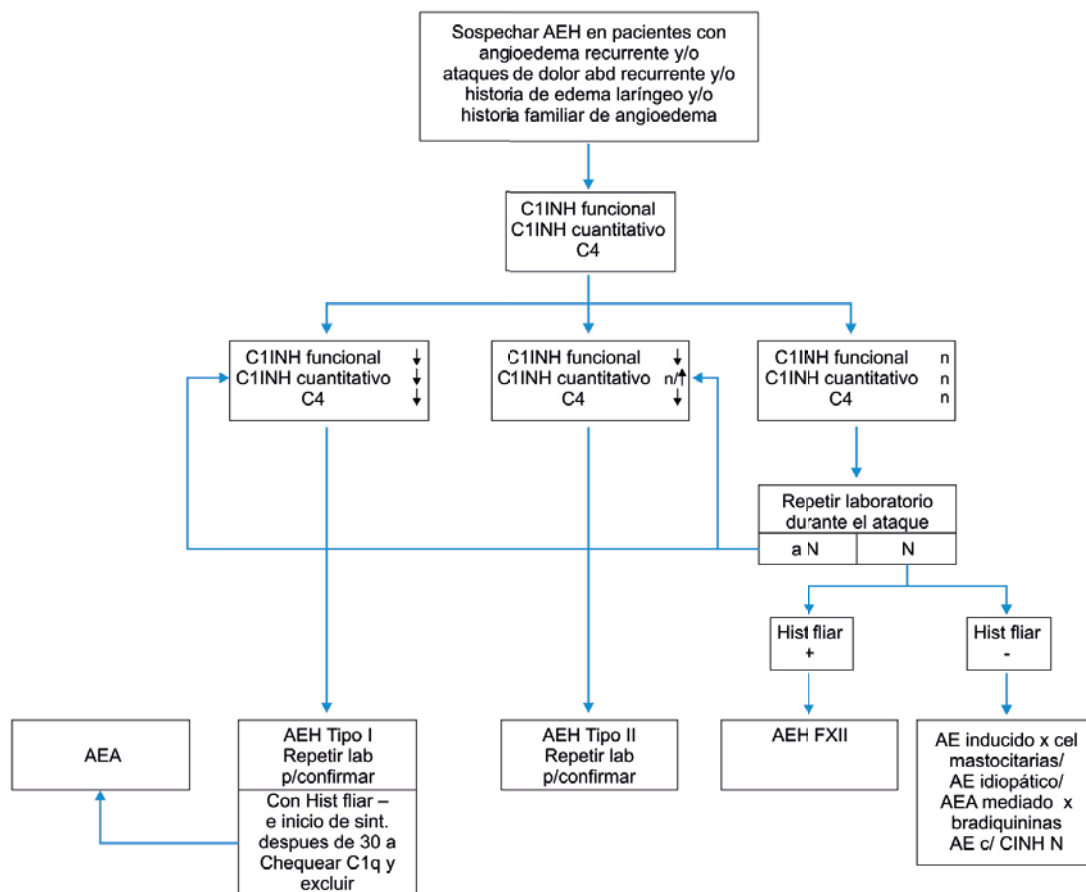 Sospechar AEH en pacientes con
angioedema recurrente y/o
ataques de dolor abd recurrente y/o
historia de edema laríngeo y/o
historia familiar de angioedema
C1INH funcional
C1INH cuantitativo
C4
C1INH funcional ↓
C1INH cuantitativo ↓
C4 ↓
C1INH funcional ↓
C1INH cuantitativo n/↑
C4 ↓
C1INH funcional n
C1INH cuantitativo n
C4 n
Repetir laboratorio
durante el ataque
a N
N
Hist fliar
+
Hist fliar
-
AEA
AEH Tipo I
Repetir lab
p/confirmar
Con Hist fliar –
e inicio de sint.
despues de 30 a
Chequear C1q y
excluir
AEH Tipo II
Repetir lab
p/confirmar
AEH FXII
AE inducido x cel
mastocitarias/
AE idiopático/
AEA mediado x
bradiquininas
AE c/ CINH N